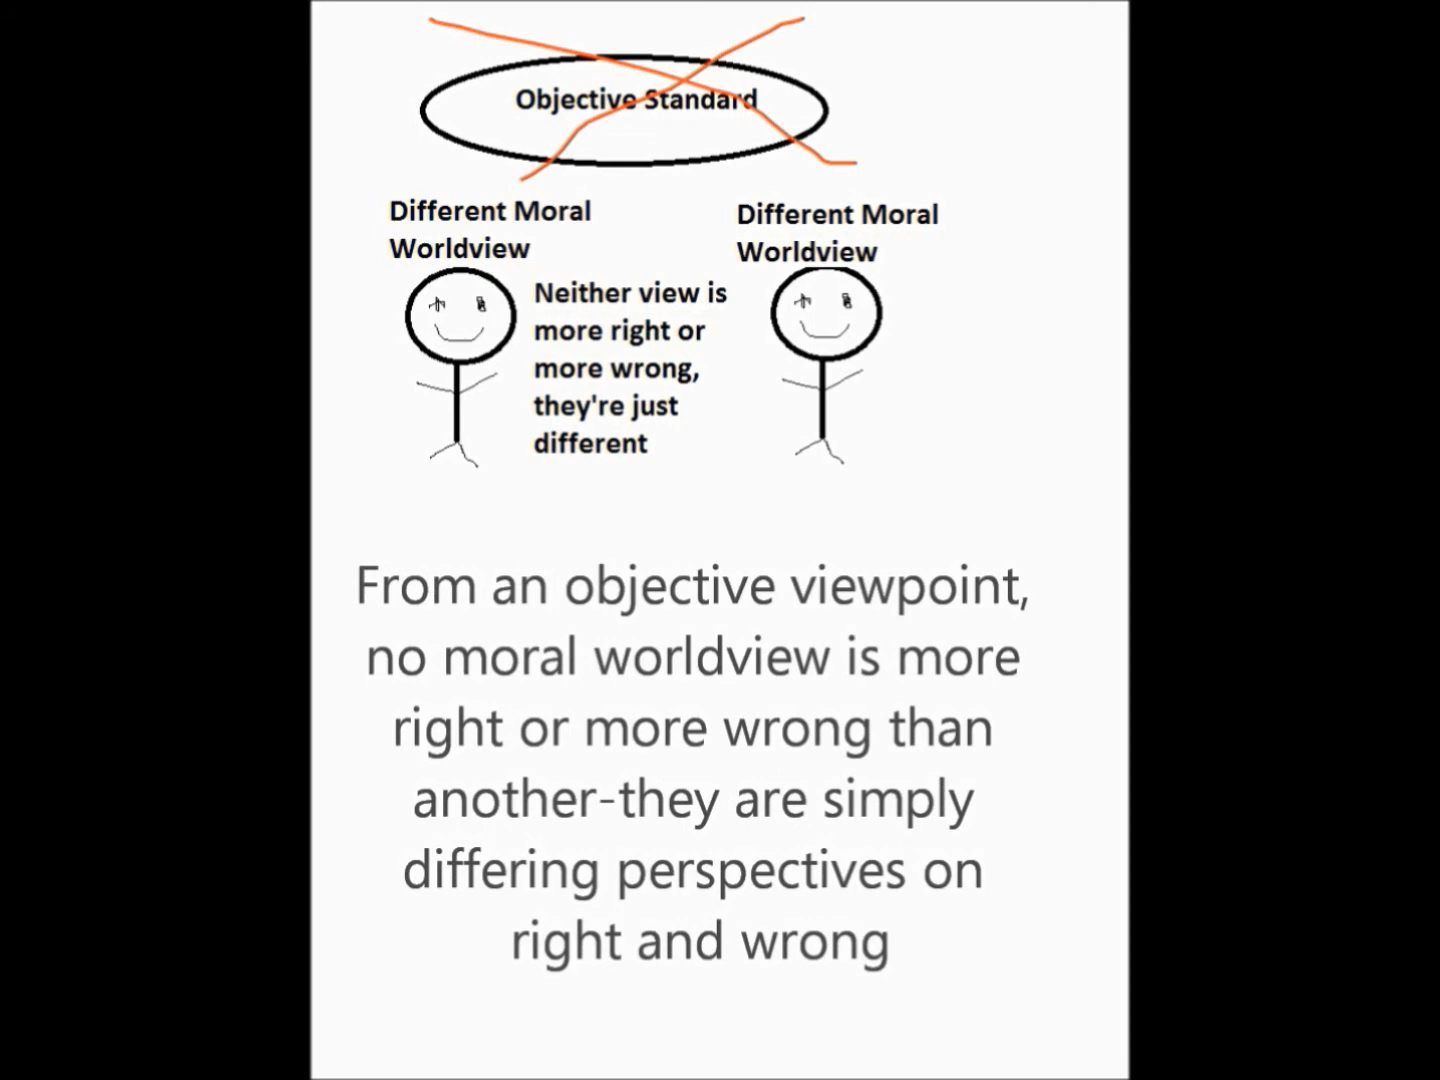 Objective Standard
Different Moral
Worldview
Different Moral
Worldview
Neither view is
more right or
more wrong,
they're just
different
From an objective viewpoint,
no moral worldview is more
right or more wrong than
another-they are simply
differing perspectives on
right and wrong